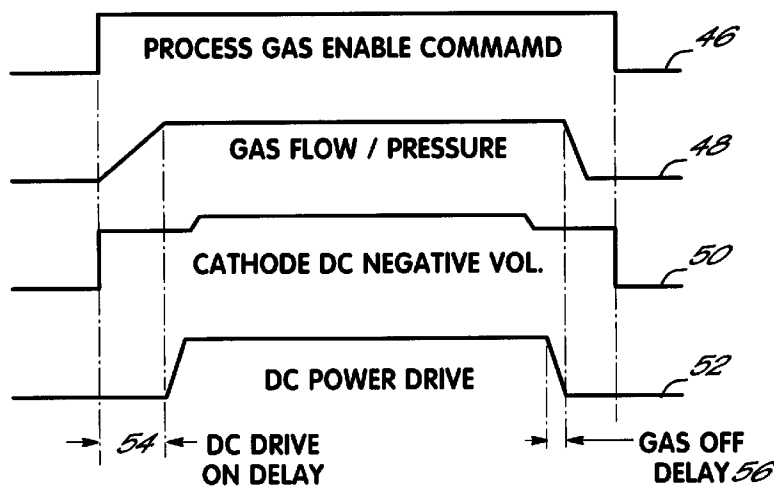 PROCESS GAS ENABLE COMMAMD
46
GAS FLOW / PRESSURE
48
CATHODE DC NEGATIVE VOL.
50
DC POWER DRIVE
52
54
DC DRIVE
ON DELAY
GAS OFF
DELAY 56